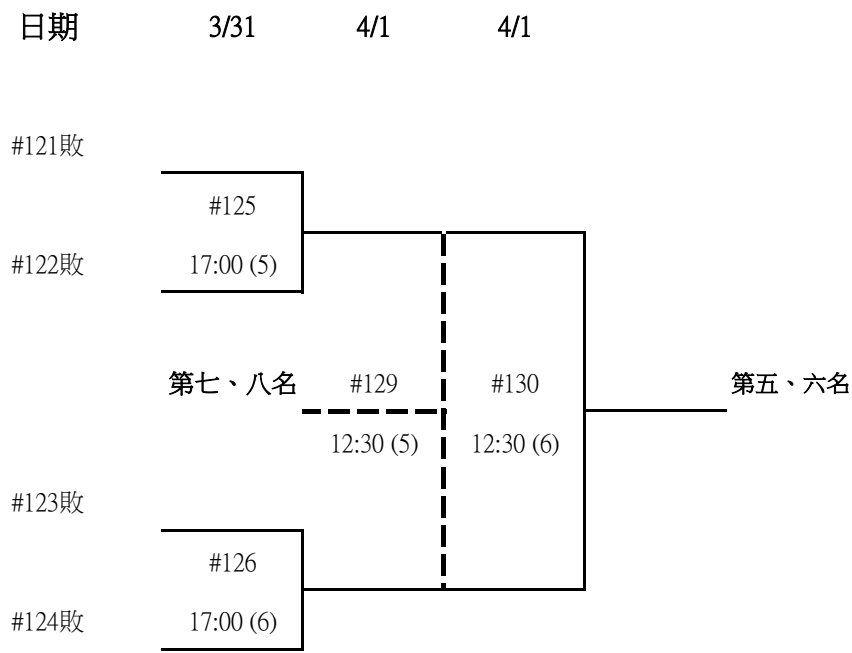 日期 3/31 4/1 4/1
#121敗
#125
#122敗 17:00 (5)
第七、八名 #129 #130 第五、六名
12:30 (5) 12:30 (6)
#123敗
#126
#124敗 17:00 (6)